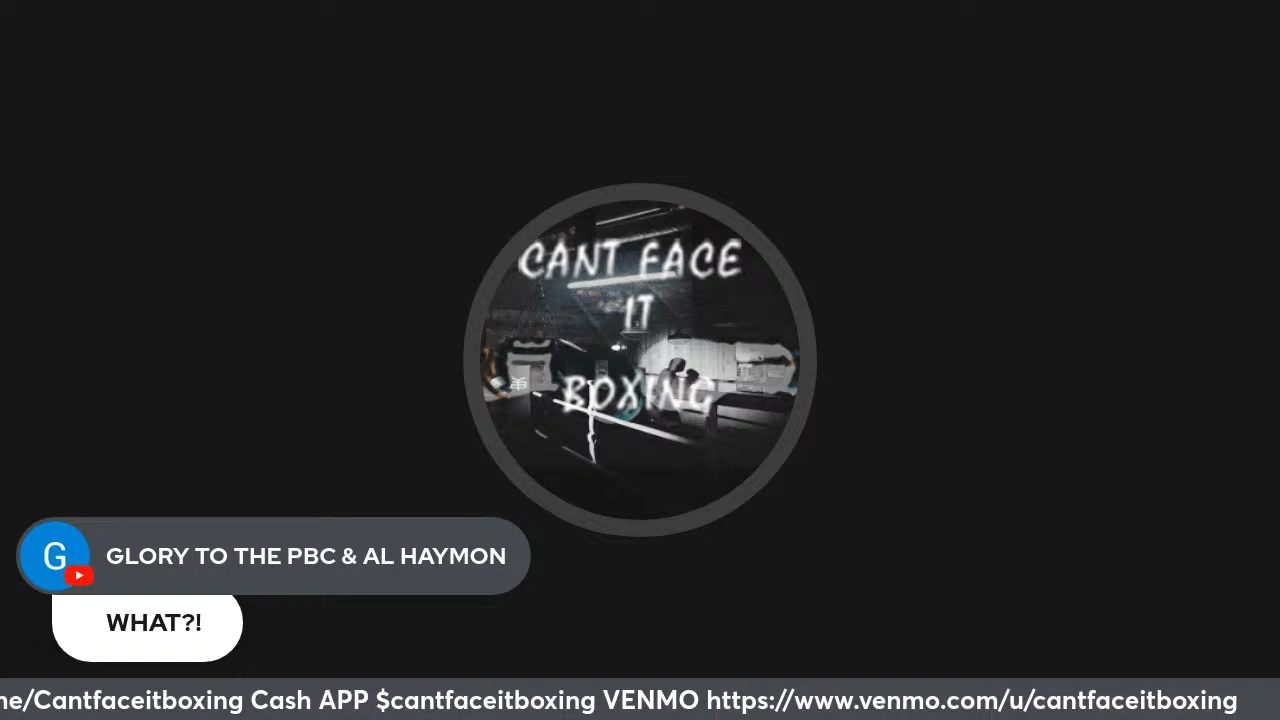 CANT FACE
IT
BOXING
GLORY TO THE PBC & AL HAYMON
WHAT?!
/Cantfaceitboxing Cash APP $cantfaceitboxing VENMO https://www.venmo.com/u/cantfaceitboxing